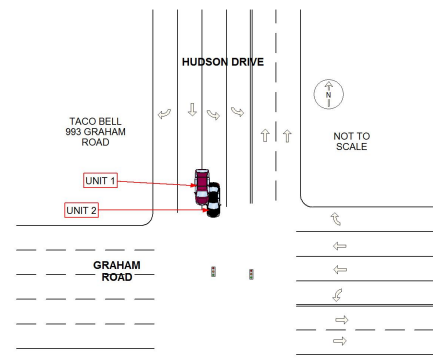 HUDSON DRIVE
TACO BELL
993 GRAHAM
ROAD
N
NOT TO
SCALE
UNIT 1
UNIT 2
GRAHAM
ROAD